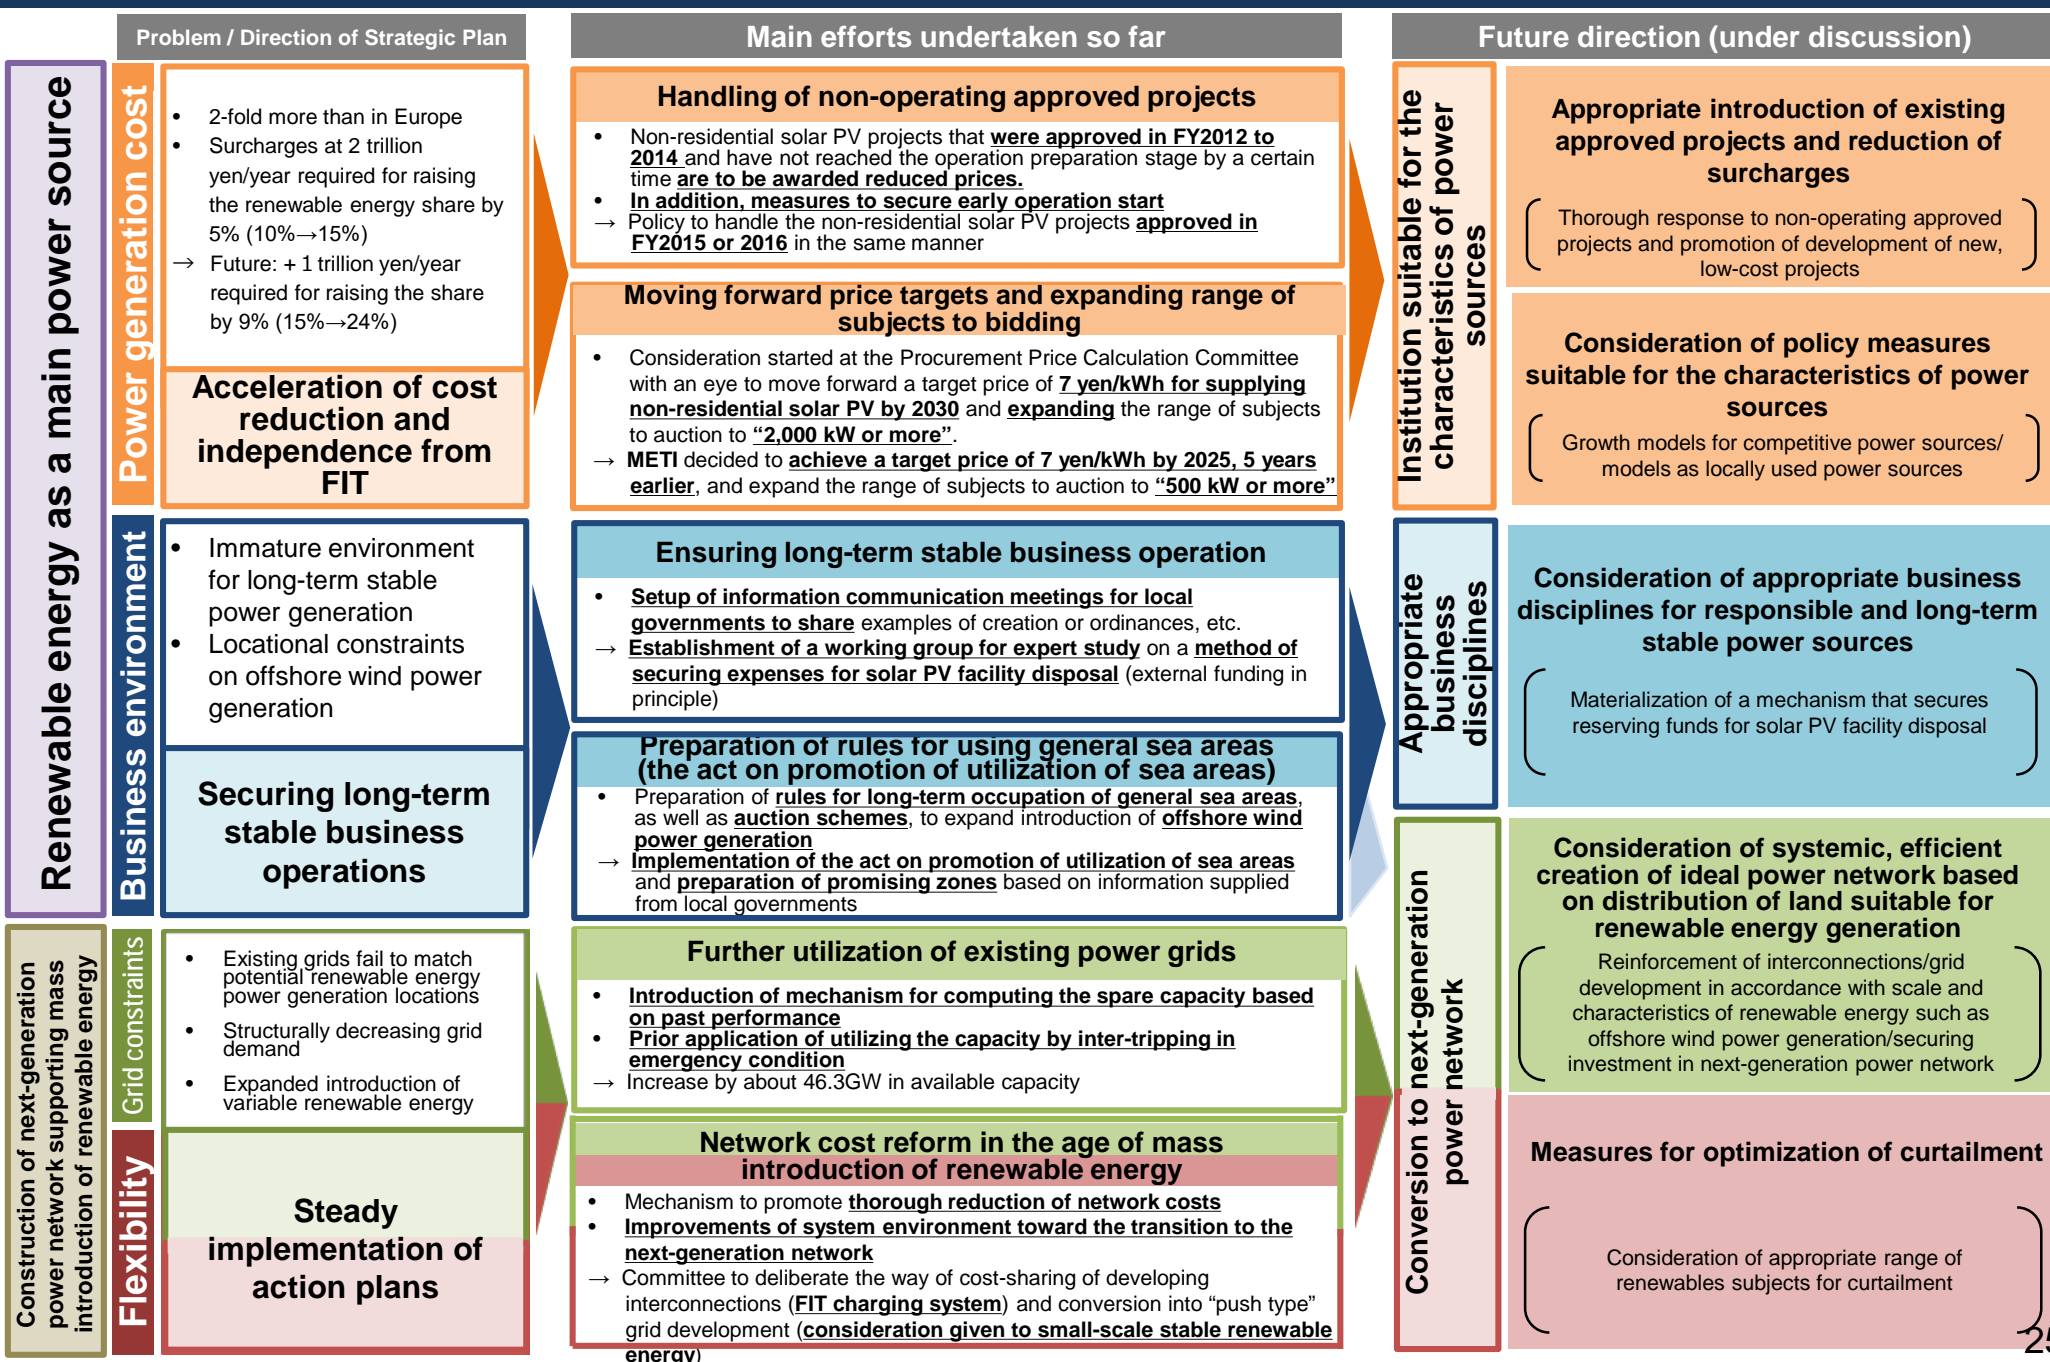 Problem / Direction of Strategic Plan
Main efforts undertaken so far
Future direction (under discussion)
Renewable energy as a main power source
Power generation cost
• 2-fold more than in Europe
• Surcharges at 2 trillion
yen/year required for raising
the renewable energy share by
5% (10%→15%)
→ Future: + 1 trillion yen/year
required for raising the share
by 9% (15%→24%)
Acceleration of cost
reduction and
independence from
FIT
Handling of non-operating approved projects
• Non-residential solar PV projects that were approved in FY2012 to
2014 and have not reached the operation preparation stage by a certain
time are to be awarded reduced prices.
• In addition, measures to secure early operation start
→ Policy to handle the non-residential solar PV projects approved in
FY2015 or 2016 in the same manner
Moving forward price targets and expanding range of
subjects to bidding
• Consideration started at the Procurement Price Calculation Committee
with an eye to move forward a target price of 7 yen/kWh for supplying
non-residential solar PV by 2030 and expanding the range of subjects
to auction to “2,000 kW or more”.
→ METI decided to achieve a target price of 7 yen/kWh by 2025, 5 years
earlier, and expand the range of subjects to auction to “500 kW or more”
Institution suitable for the
characteristics of power
sources
Appropriate introduction of existing
approved projects and reduction of
surcharges
Thorough response to non-operating approved
projects and promotion of development of new,
low-cost projects
Consideration of policy measures
suitable for the characteristics of power
sources
Growth models for competitive power sources/
models as locally used power sources
Business environment
• Immature environment
for long-term stable
power generation
• Locational constraints
on offshore wind power
generation
Securing long-term
stable business
operations
Ensuring long-term stable business operation
• Setup of information communication meetings for local
governments to share examples of creation or ordinances, etc.
→ Establishment of a working group for expert study on a method of
securing expenses for solar PV facility disposal (external funding in
principle)
Preparation of rules for using general sea areas
(the act on promotion of utilization of sea areas)
• Preparation of rules for long-term occupation of general sea areas,
as well as auction schemes, to expand introduction of offshore wind
power generation
→ Implementation of the act on promotion of utilization of sea areas
and preparation of promising zones based on information supplied
from local governments
Appropriate
business
disciplines
Consideration of appropriate business
disciplines for responsible and long-term
stable power sources
Materialization of a mechanism that secures
reserving funds for solar PV facility disposal
Construction of next-generation
power network supporting mass
introduction of renewable energy
Grid constraints
• Existing grids fail to match
potential renewable energy
power generation locations
• Structurally decreasing grid
demand
• Expanded introduction of
variable renewable energy
Flexibility
Steady
implementation of
action plans
Further utilization of existing power grids
• Introduction of mechanism for computing the spare capacity based
on past performance
• Prior application of utilizing the capacity by inter-tripping in
emergency condition
→ Increase by about 46.3GW in available capacity
Network cost reform in the age of mass
introduction of renewable energy
• Mechanism to promote thorough reduction of network costs
• Improvements of system environment toward the transition to the
next-generation network
→ Committee to deliberate the way of cost-sharing of developing
interconnections (FIT charging system) and conversion into “push type”
grid development (consideration given to small-scale stable renewable
energy)
Conversion to next-generation
power network
Consideration of systemic, efficient
creation of ideal power network based
on distribution of land suitable for
renewable energy generation
Reinforcement of interconnections/grid
development in accordance with scale and
characteristics of renewable energy such as
offshore wind power generation/securing
investment in next-generation power network
Measures for optimization of curtailment
Consideration of appropriate range of
renewables subjects for curtailment
25